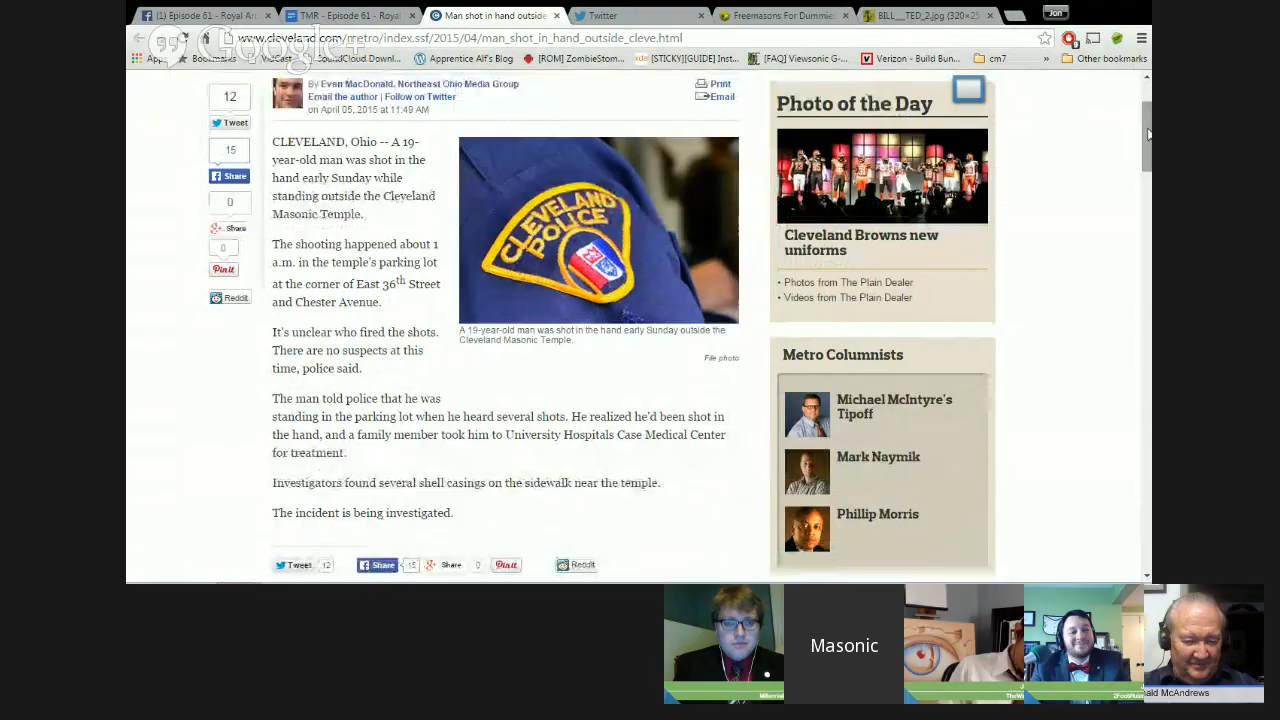 (1) Episode 61 - Royal Ar
TMR - Episode 61 - Roya
Man shot in hand outside
Twitter
Freemasons For Dummies
BILL__TED_2.jpg (320×25
Jon
www.cleveland.com/metro/index.ssf/2015/04/man_shot_in_hand_outside_cleve.html
Google+
Apprentice Alf's Blog
[ROM] ZombieStom...
[STICKY][GUIDE] Inst...
[FAQ] Viewsonic G-...
Verizon - Build Bun...
cm7
»
Other bookmarks
12
Tweet
15
Share
0
Share
0
Pin it
Reddit
By Evan MacDonald, Northeast Ohio Media Group
Email the author | Follow on Twitter
on April 05, 2015 at 11:49 AM
Print
Email
CLEVELAND, Ohio -- A 19-
year-old man was shot in the
hand early Sunday while
standing outside the Cleveland
Masonic Temple.
The shooting happened about 1
a.m. in the temple's parking lot
at the corner of East 36th Street
and Chester Avenue.
It's unclear who fired the shots.
There are no suspects at this
time, police said.
The man told police that he was
standing in the parking lot when he heard several shots. He realized he'd been shot in
the hand, and a family member took him to University Hospitals Case Medical Center
for treatment.
Investigators found several shell casings on the sidewalk near the temple.
The incident is being investigated.
CLEVELAND
POLICE
A 19-year-old man was shot in the hand early Sunday outside the
Cleveland Masonic Temple.
File photo
Tweet 12
Share 15
Share 0
Pin it
Reddit
Photo of the Day
Cleveland Browns new
uniforms
• Photos from The Plain Dealer
• Videos from The Plain Dealer
Metro Columnists
Michael McIntyre's
Tipoff
Mark Naymik
Phillip Morris
Masonic
Millennial
ald McAndrews